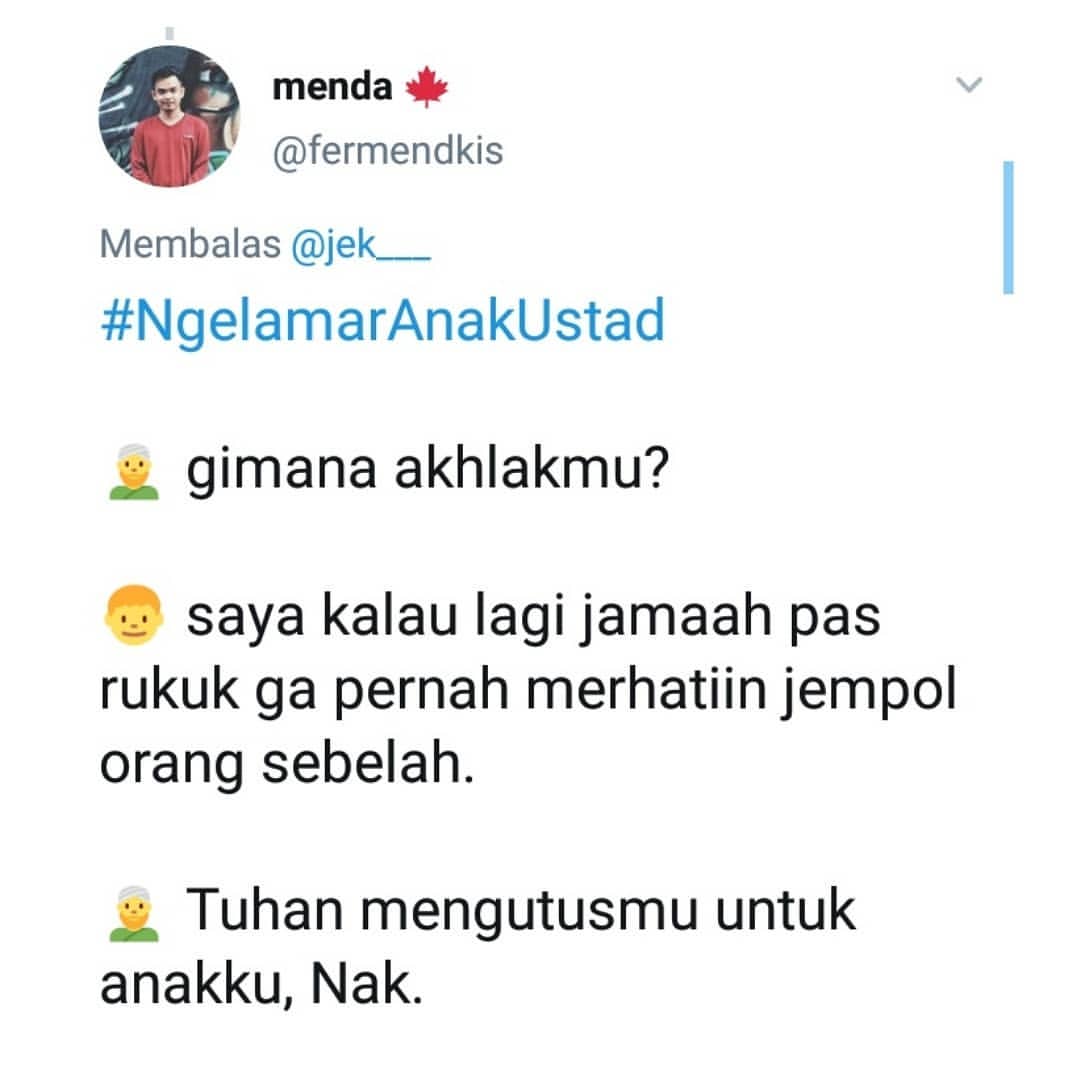 menda 🍁
@fermendkis
Membalas @jek___
#NgelamarAnakUstad
👳 gimana akhlakmu?
👨 saya kalau lagi jamaah pas
rukuk ga pernah merhatiin jempol
orang sebelah.
👳 Tuhan mengutusmu untuk
anakku, Nak.